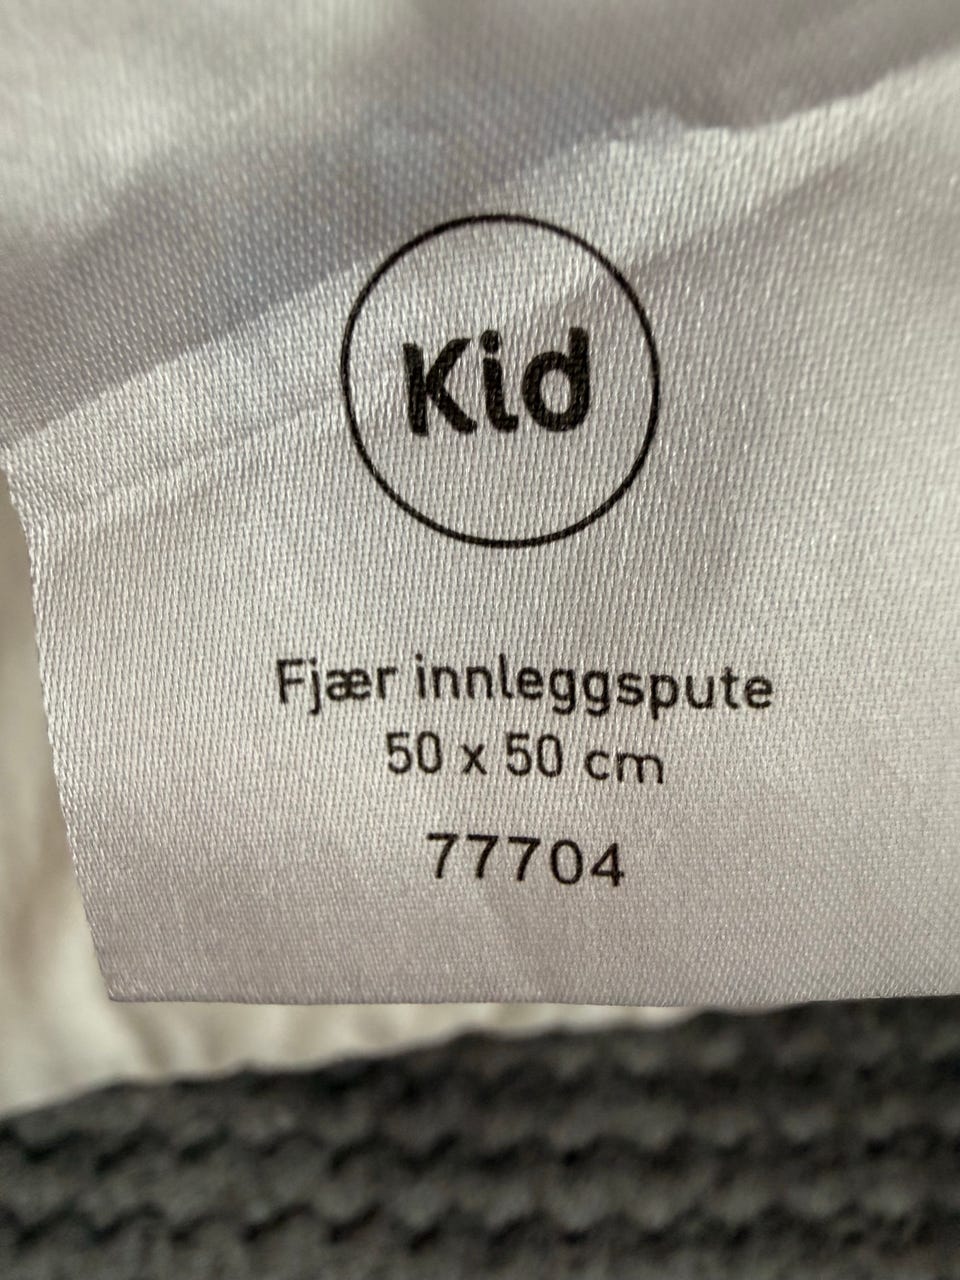 Kid
Fjær innleggspute
50 x 50 cm
77704